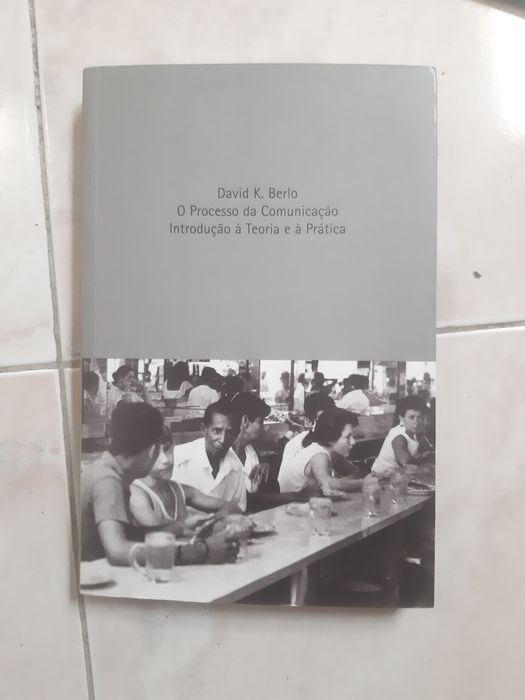 David K. Berlo
O Processo da Comunicação
Introdução à Teoria e à Prática